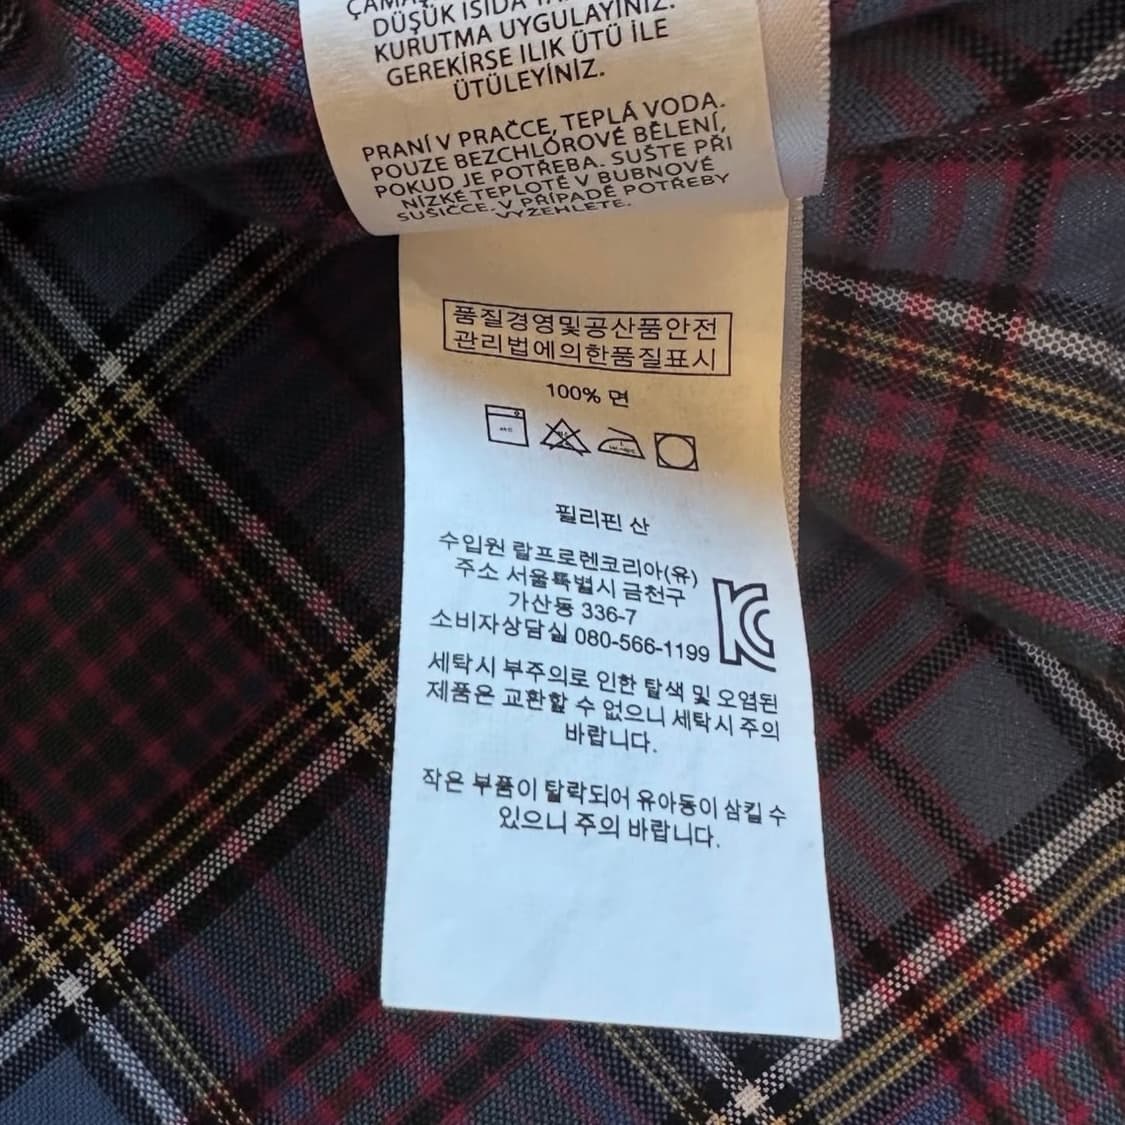 DÜŞÜK ISIDA
KURUTMA UYGULAYINIZ.
GEREKİRSE ILIK ÜTÜ İLE
ÜTÜLEYİNİZ.
PRANÍ V PRAČCE, TEPLÁ VODA.
POUZE BEZCHLÓROVÉ BĚLENÍ,
POKUD JE POTŘEBA. SUŠTE PŘI
NÍZKÉ TEPLOTĚ V BUBNOVÉ
SUŠIČCE, V PŘÍPADĚ POTŘEBY
VYŽEHLETE.
품질경영및공산품안전
관리법에의한품질표시
100% 면
필리핀 산
수입원 랄프로렌코리아(유)
주소 서울특별시 금천구
가산동 336-7
소비자상담실 080-566-1199
KC
세탁시 부주의로 인한 탈색 및 오염된
제품은 교환할 수 없으니 세탁시 주의
바랍니다.
작은 부품이 탈락되어 유아동이 삼킬 수
있으니 주의 바랍니다.